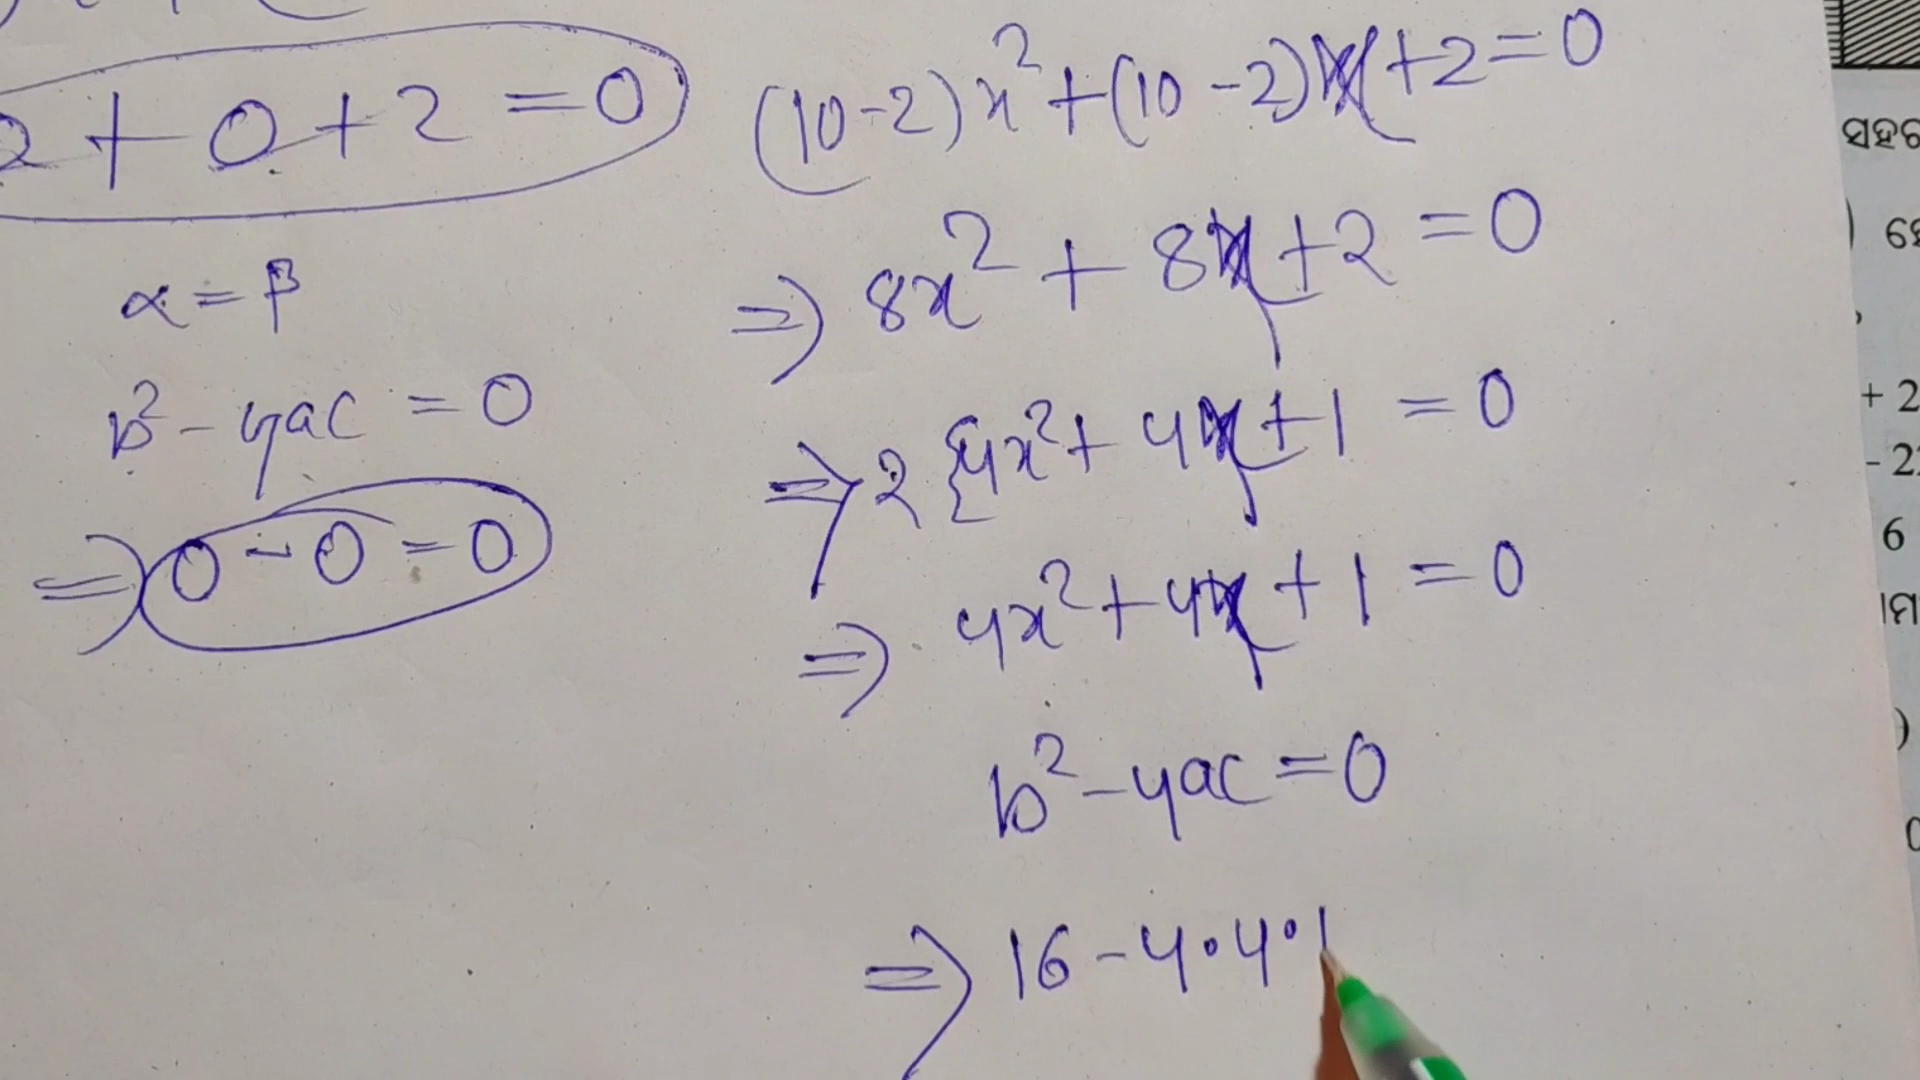 2 + 0 + 2 = 0
α = β
b² - 4ac = 0
⇒ 0 - 0 = 0
(10-2)x² + (10-2)x + 2 = 0
⇒ 8x² + 8x + 2 = 0
⇒ 2{4x² + 4x + 1 = 0
⇒ 4x² + 4x + 1 = 0
b² - 4ac = 0
⇒ 16 - 4·4·1
+ 2
- 2
6